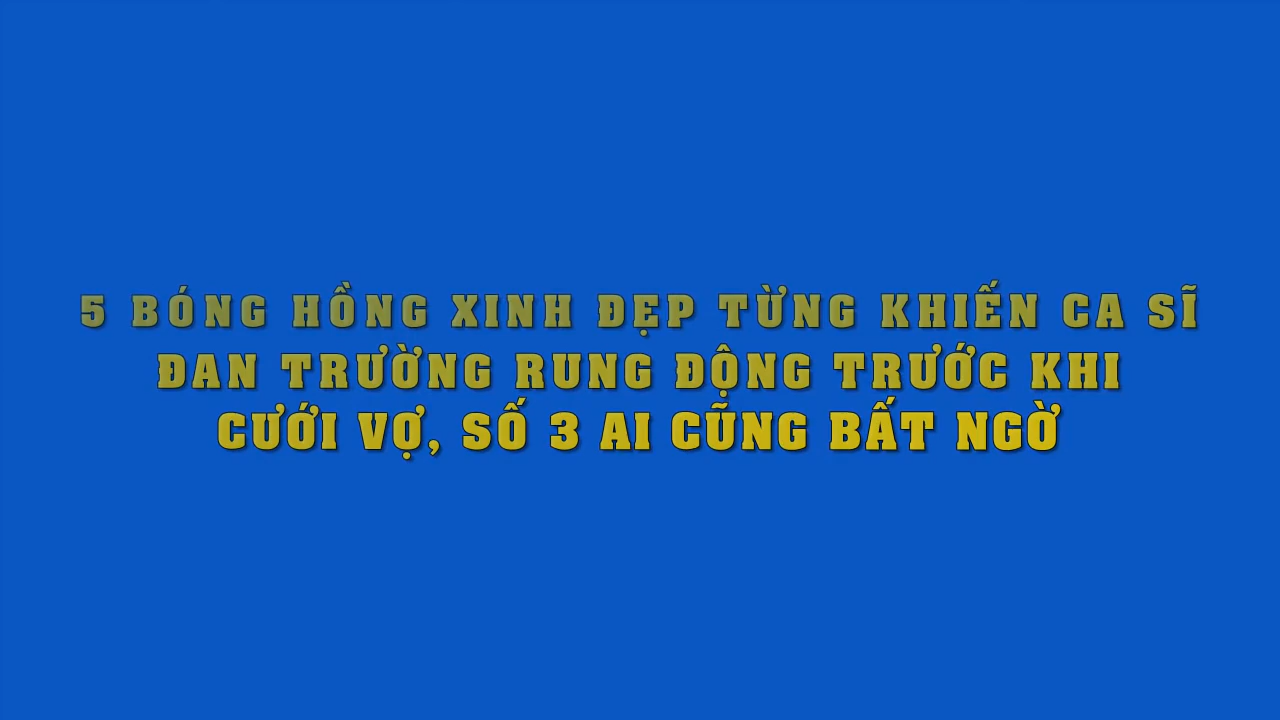 5 BÓNG HỒNG XINH ĐẸP TỪNG KHIẾN CA SĨ
ĐAN TRƯỜNG RUNG ĐỘNG TRƯỚC KHI
CƯỚI VỢ, SỐ 3 AI CŨNG BẤT NGỜ